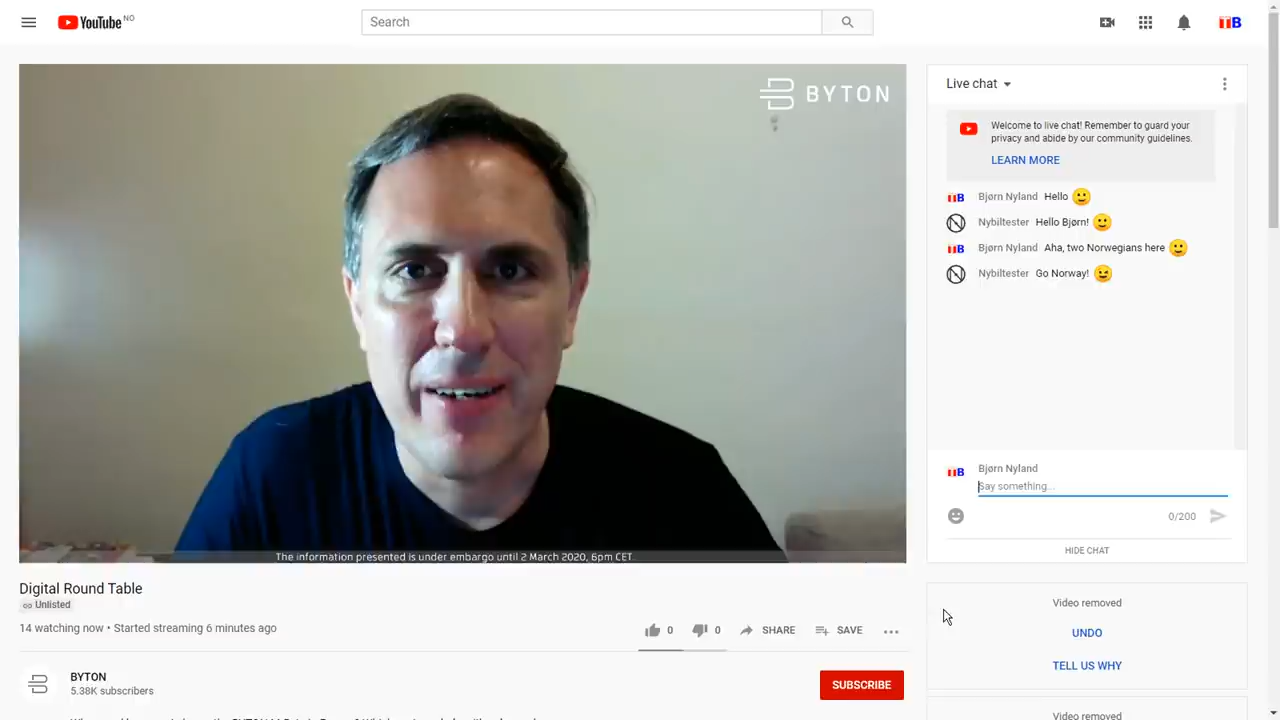 YouTube NO
Search
TB
BYTON
Live chat
Welcome to live chat! Remember to guard your
privacy and abide by our community guidelines.
LEARN MORE
TB Bjørn Nyland Hello
Nybiltester Hello Bjørn!
TB Bjørn Nyland Aha, two Norwegians here
Nybiltester Go Norway!
TB Bjørn Nyland
Say something...
0/200
HIDE CHAT
The information presented is under embargo until 2 March 2020, 6pm CET.
Digital Round Table
Unlisted
14 watching now • Started streaming 6 minutes ago
0 0 SHARE SAVE
BYTON
5.38K subscribers
SUBSCRIBE
Video removed
UNDO
TELL US WHY
Video removed